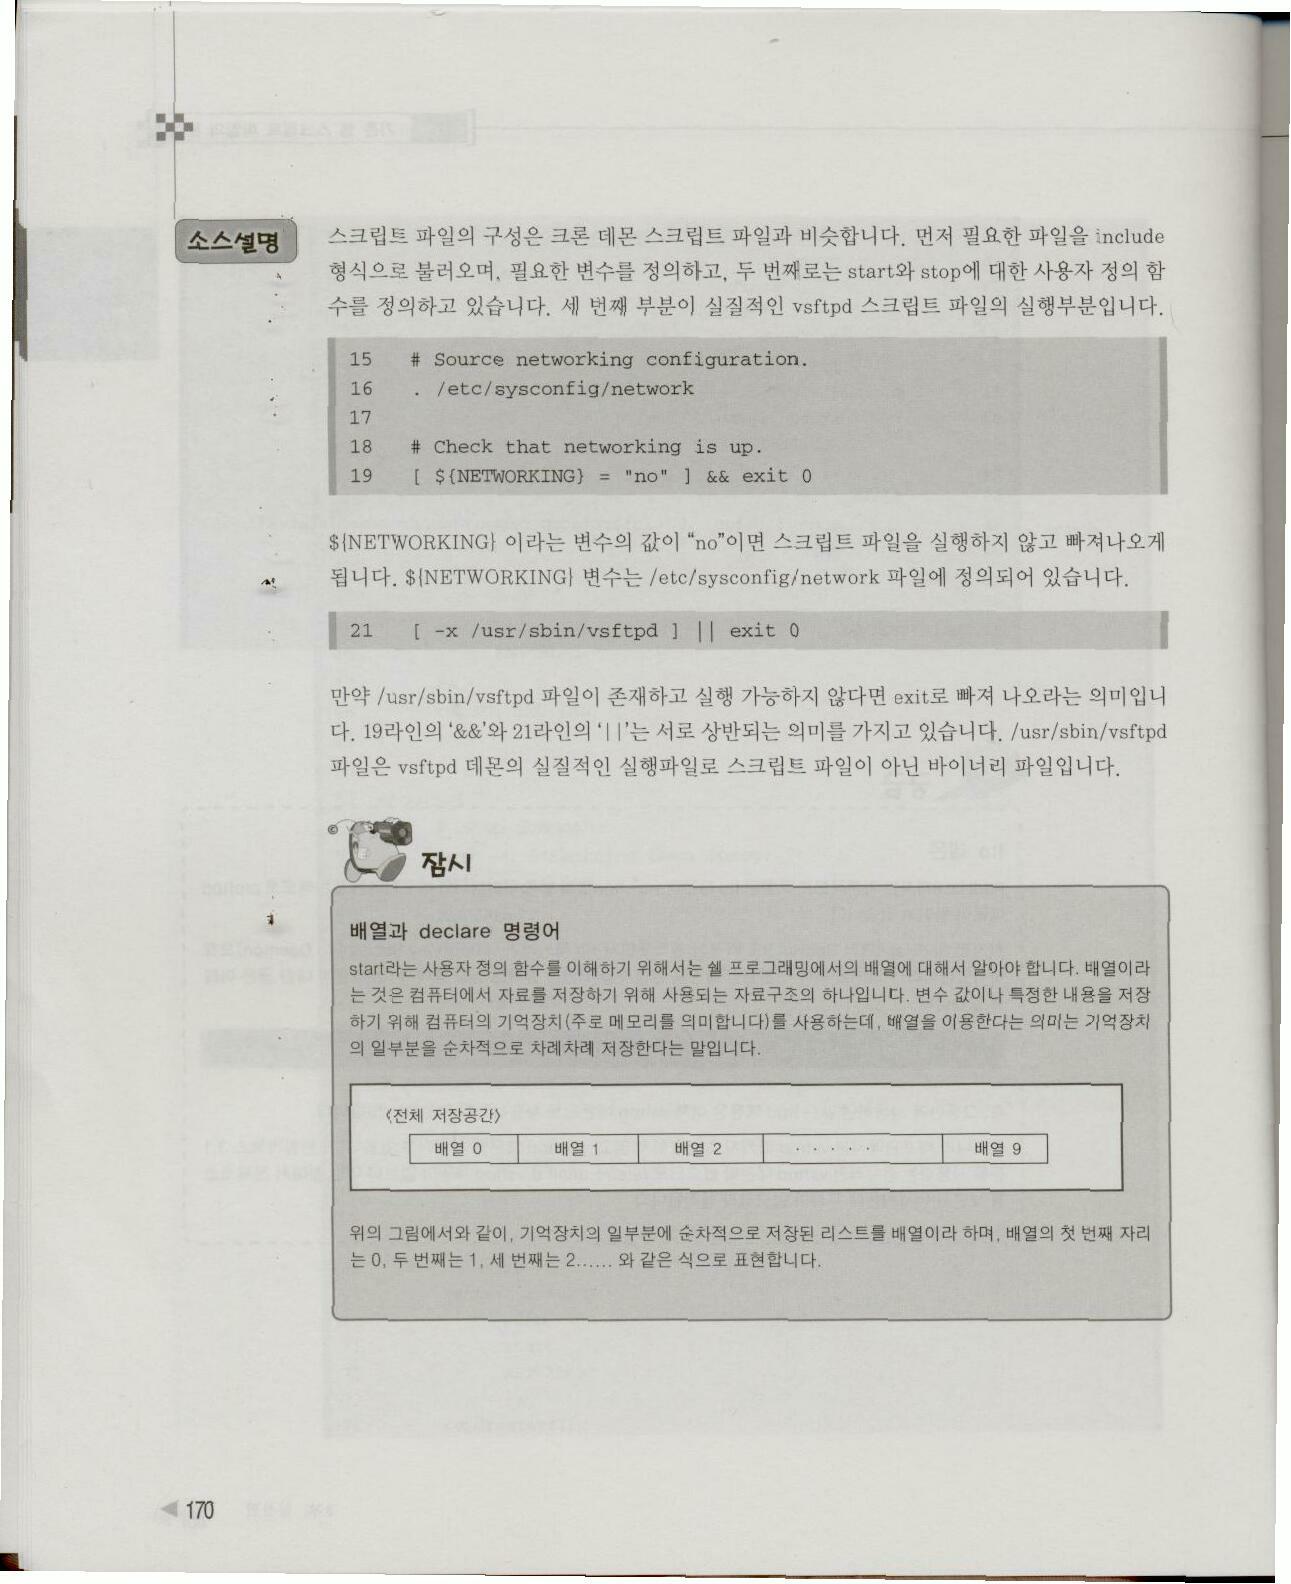 소스설명
스크립트 파일의 구성은 크론 데몬 스크립트 파일과 비슷합니다. 먼저 필요한 파일을 include
형식으로 불러오며, 필요한 변수를 정의하고, 두 번째로는 start와 stop에 대한 사용자 정의 함
수를 정의하고 있습니다. 세 번째 부분이 실질적인 vsftpd 스크립트 파일의 실행부분입니다.
15 # Source networking configuration.
16 . /etc/sysconfig/network
17
18 # Check that networking is up.
19 [ ${NETWORKING} = "no" ] && exit 0
${NETWORKING} 이라는 변수의 값이 “no”이면 스크립트 파일을 실행하지 않고 빠져나오게
됩니다. ${NETWORKING} 변수는 /etc/sysconfig/network 파일에 정의되어 있습니다.
21 [ -x /usr/sbin/vsftpd ] || exit 0
만약 /usr/sbin/vsftpd 파일이 존재하고 실행 가능하지 않다면 exit로 빠져 나오라는 의미입니
다. 19라인의 ‘&&’와 21라인의 ‘||’는 서로 상반되는 의미를 가지고 있습니다. /usr/sbin/vsftpd
파일은 vsftpd 데몬의 실질적인 실행파일로 스크립트 파일이 아닌 바이너리 파일입니다.
잠시
배열과 declare 명령어
start라는 사용자 정의 함수를 이해하기 위해서는 쉘 프로그래밍에서의 배열에 대해서 알아야 합니다. 배열이라
는 것은 컴퓨터에서 자료를 저장하기 위해 사용되는 자료구조의 하나입니다. 변수 값이나 특정한 내용을 저장
하기 위해 컴퓨터의 기억장치(주로 메모리를 의미합니다)를 사용하는데, 배열을 이용한다는 의미는 기억장치
의 일부분을 순차적으로 차례차례 저장한다는 말입니다.
〈전체 저장공간〉
배열 0 배열 1 배열 2 · · · · · 배열 9
위의 그림에서와 같이, 기억장치의 일부분에 순차적으로 저장된 리스트를 배열이라 하며, 배열의 첫 번째 자리
는 0, 두 번째는 1, 세 번째는 2…… 와 같은 식으로 표현합니다.
170